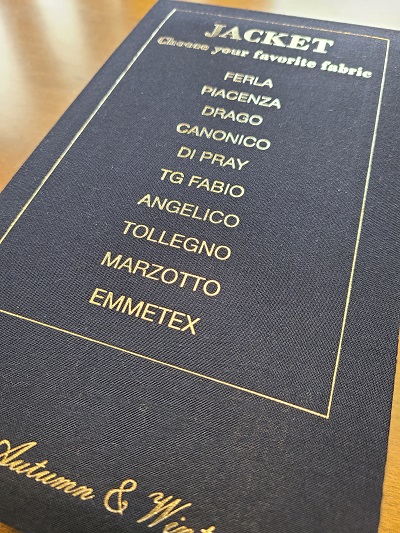 JACKET
Choose your favorite fabric
FERLA
PIACENZA
DRAGO
CANONICO
DI PRAY
TG FABIO
ANGELICO
TOLLEGNO
MARZOTTO
EMMETEX
Autumn &